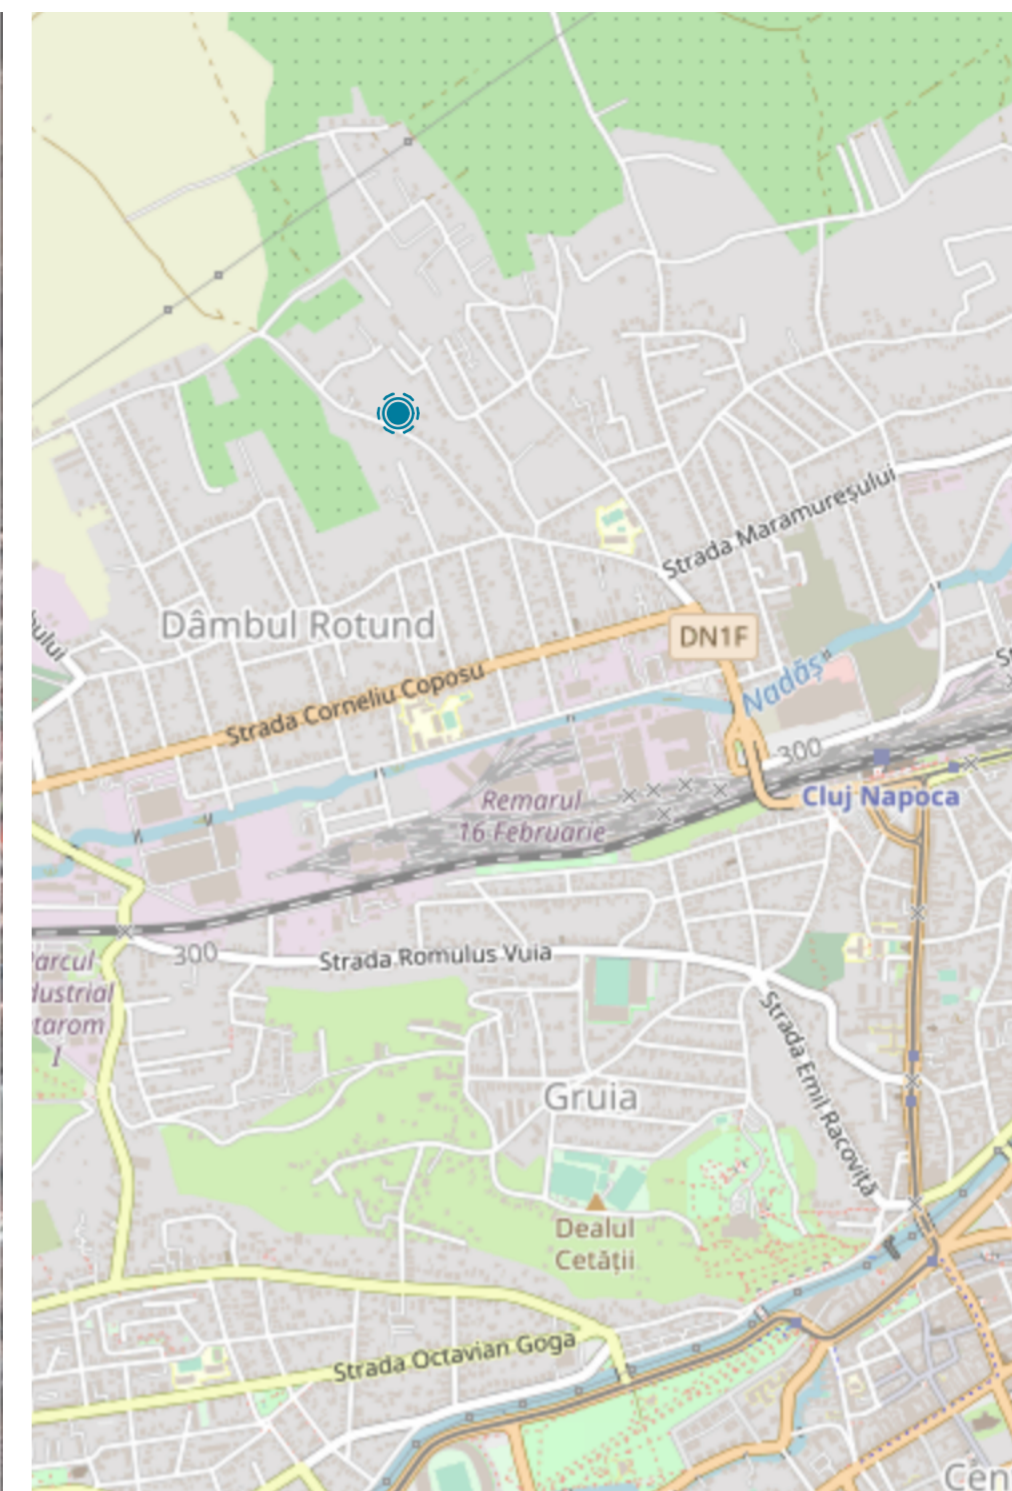 Strada Maramureșului
Dâmbul Rotund
DN1F
Nadăș
Strada Corneliu Coposu
300
Cluj Napoca
Remarul
16 Februarie
300
Strada Romulus Vuia
Strada Emil Racoviță
Gruia
Dealul
Cetății
Strada Octavian Goga